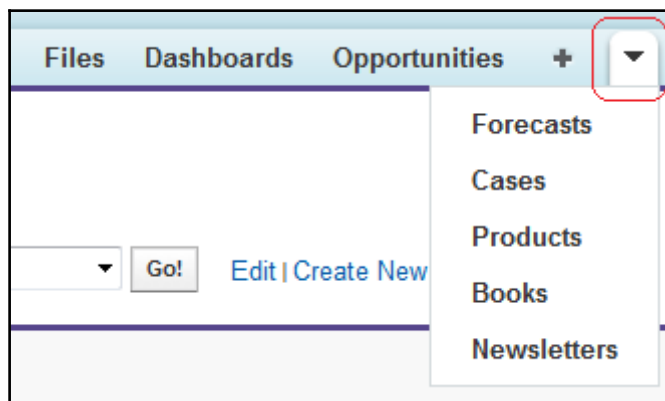 Files Dashboards Opportunities +
Forecasts
Cases
Products
Go! Edit | Create New
Books
Newsletters